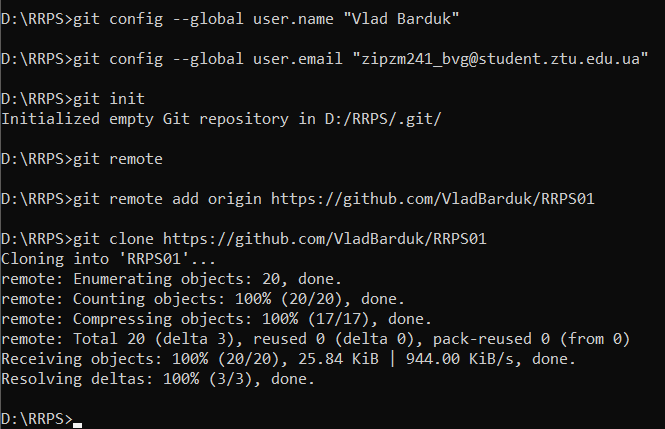 D:\RRPS>git config --global user.name "Vlad Barduk"
D:\RRPS>git config --global user.email "zipzm241_bvg@student.ztu.edu.ua"
D:\RRPS>git init
Initialized empty Git repository in D:/RRPS/.git/
D:\RRPS>git remote
D:\RRPS>git remote add origin https://github.com/VladBarduk/RRPS01
D:\RRPS>git clone https://github.com/VladBarduk/RRPS01
Cloning into 'RRPS01'...
remote: Enumerating objects: 20, done.
remote: Counting objects: 100% (20/20), done.
remote: Compressing objects: 100% (17/17), done.
remote: Total 20 (delta 3), reused 0 (delta 0), pack-reused 0 (from 0)
Receiving objects: 100% (20/20), 25.84 KiB | 944.00 KiB/s, done.
Resolving deltas: 100% (3/3), done.
D:\RRPS>